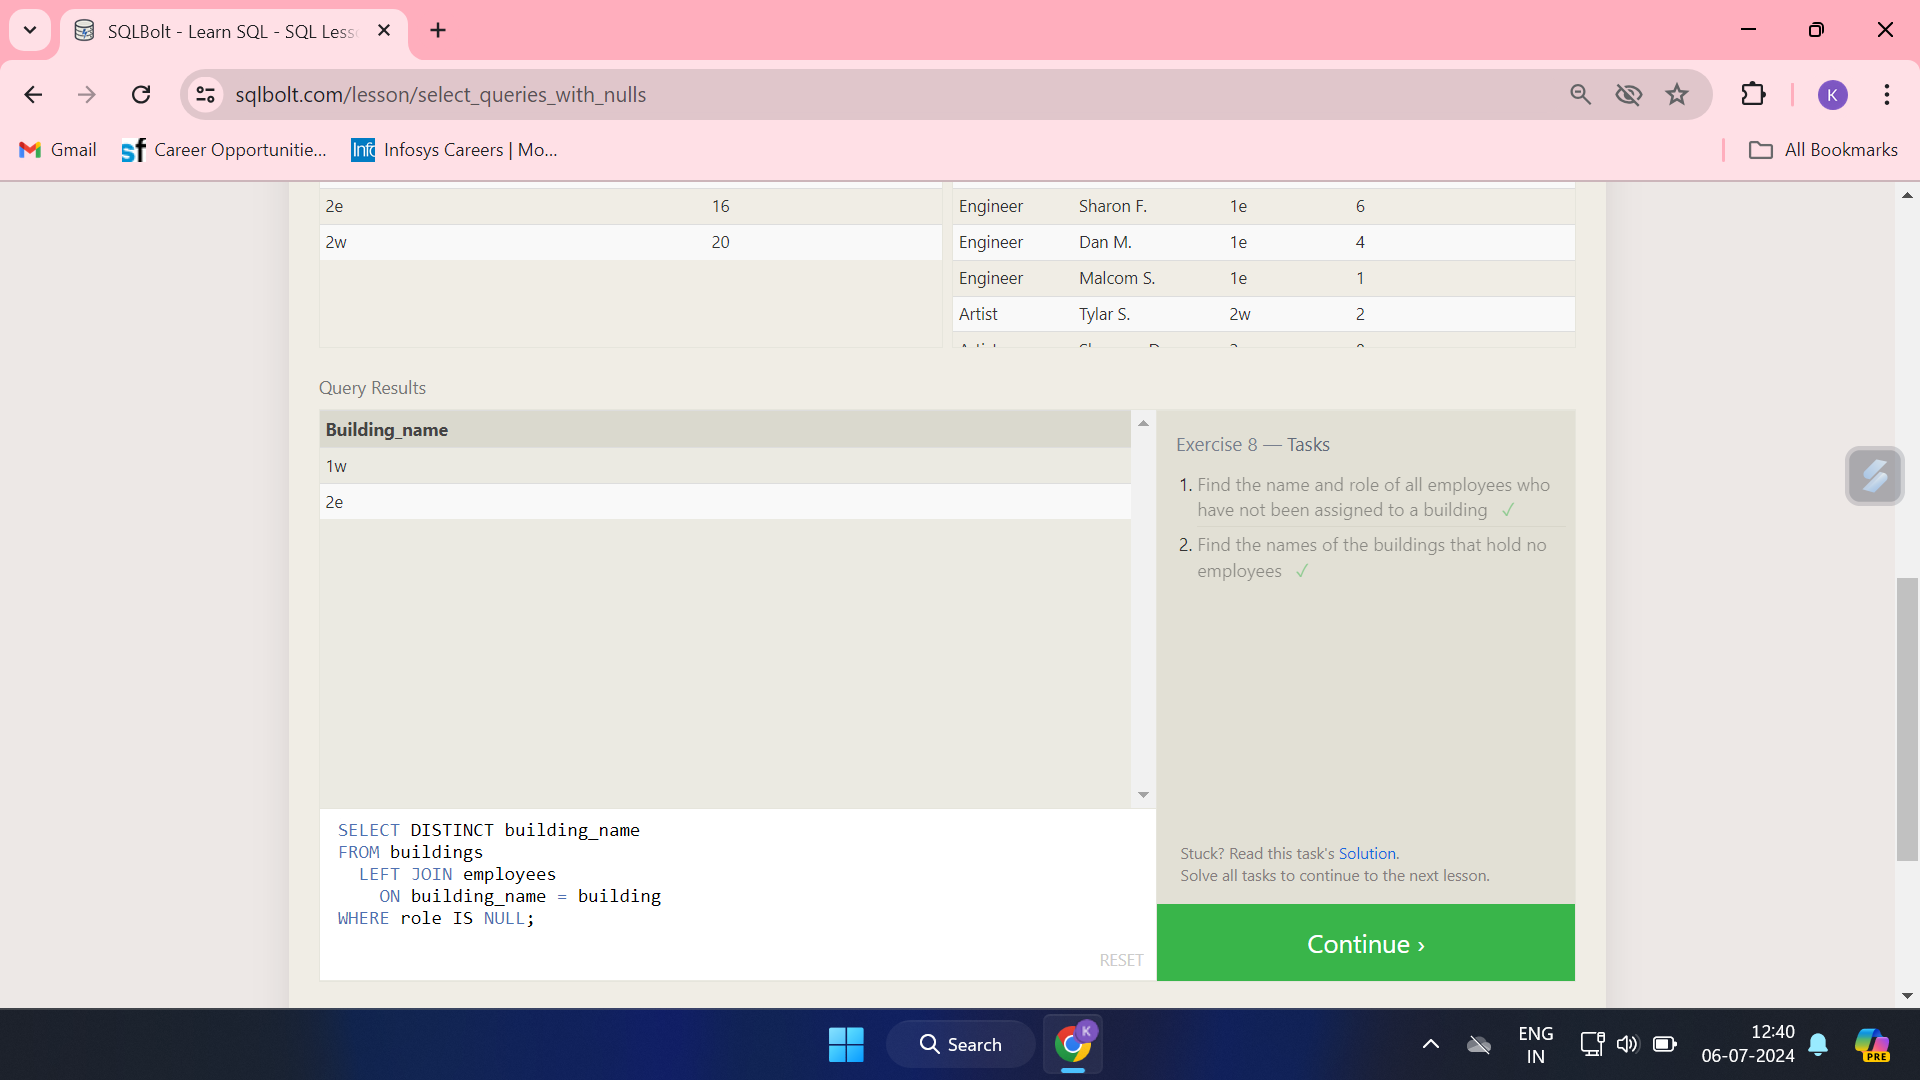 SQLBolt - Learn SQL - SQL Less
sqlbolt.com/lesson/select_queries_with_nulls
K
Gmail
sf Career Opportunitie...
Info Infosys Careers | Mo...
All Bookmarks
2e 16
2w 20
Engineer Sharon F. 1e 6
Engineer Dan M. 1e 4
Engineer Malcom S. 1e 1
Artist Tylar S. 2w 2
Query Results
Building_name
1w
2e
Exercise 8 — Tasks
1. Find the name and role of all employees who
have not been assigned to a building ✓
2. Find the names of the buildings that hold no
employees ✓
SELECT DISTINCT building_name
FROM buildings
LEFT JOIN employees
ON building_name = building
WHERE role IS NULL;
RESET
Stuck? Read this task's Solution.
Solve all tasks to continue to the next lesson.
Continue ›
Search
K
ENG
IN
12:40
06-07-2024
PRE